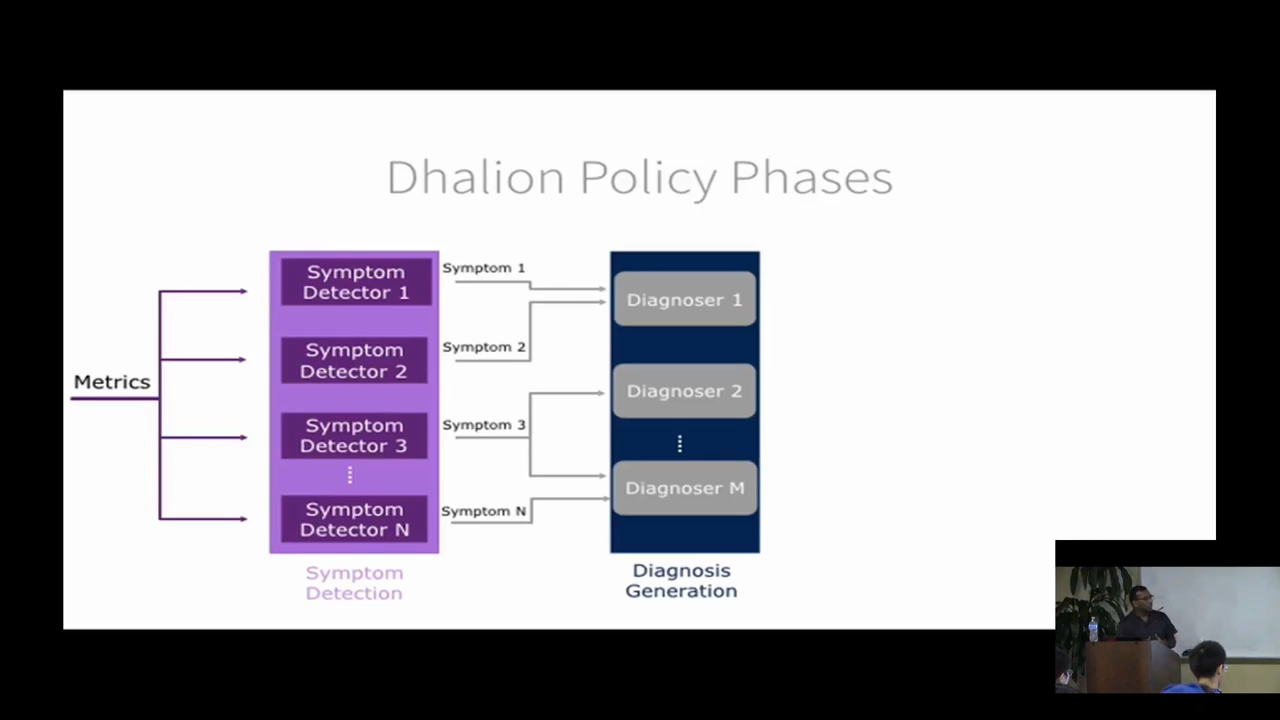 Dhalion Policy Phases
Metrics
Symptom
Detector 1
Symptom
Detector 2
Symptom
Detector 3
Symptom
Detector N
Symptom
Detection
Symptom 1
Symptom 2
Symptom 3
Symptom N
Diagnoser 1
Diagnoser 2
Diagnoser M
Diagnosis
Generation